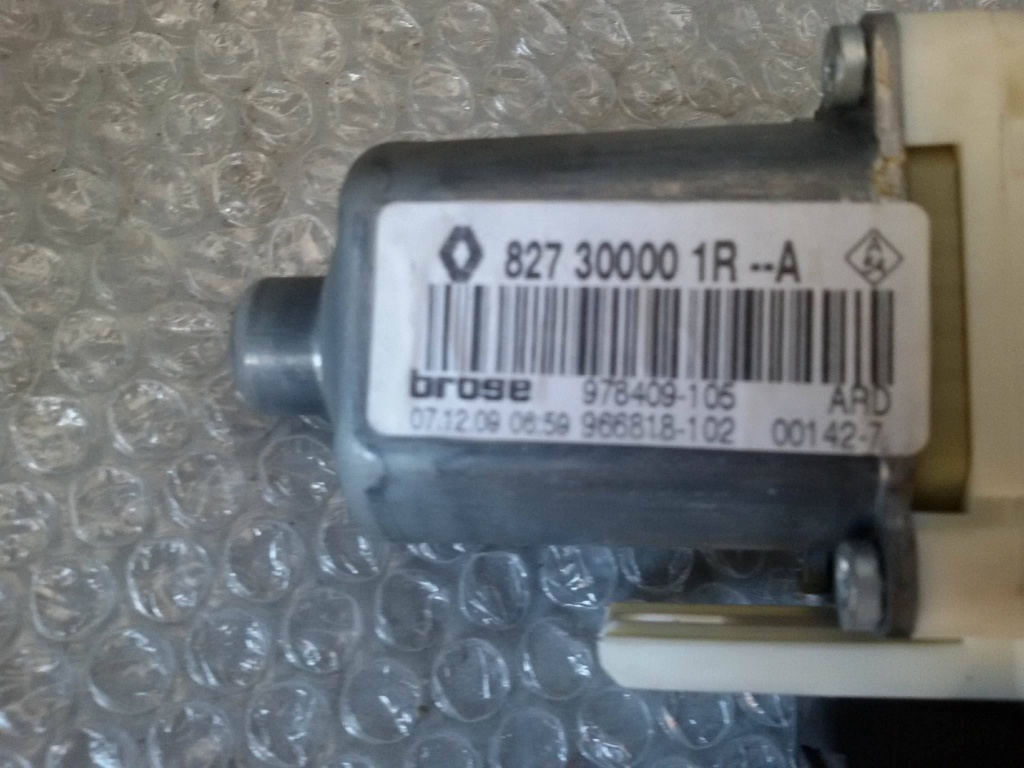 827 30000 1R --A
brose 978409-105 ARD
07.12.09 06:59 966818-102 00142-7